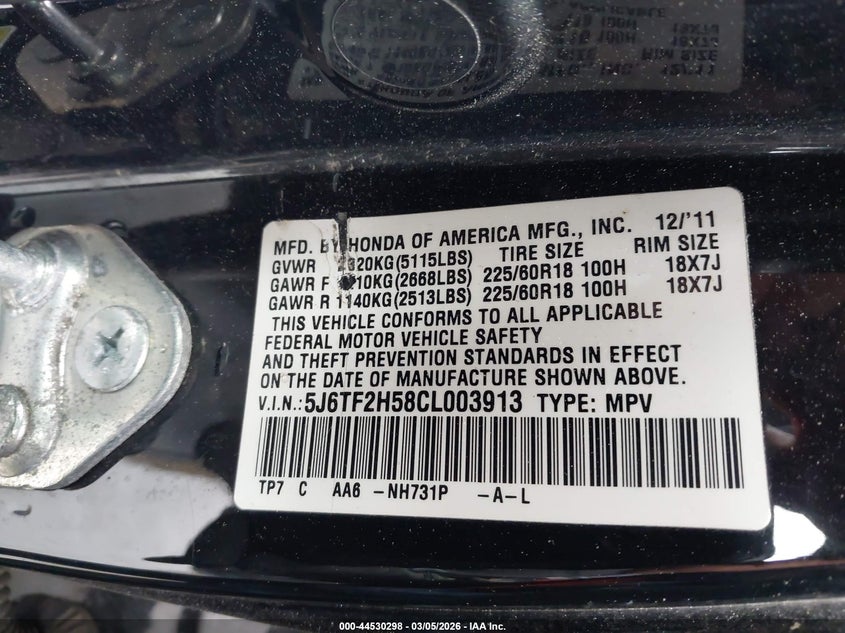 MFD. BY HONDA OF AMERICA MFG., INC. 12/'11
GVWR 2320KG(5115LBS) TIRE SIZE RIM SIZE
GAWR F 1210KG(2668LBS) 225/60R18 100H 18X7J
GAWR R 1140KG(2513LBS) 225/60R18 100H 18X7J
THIS VEHICLE CONFORMS TO ALL APPLICABLE
FEDERAL MOTOR VEHICLE SAFETY
AND THEFT PREVENTION STANDARDS IN EFFECT
ON THE DATE OF MANUFACTURE SHOWN ABOVE.
V.I.N.: 5J6TF2H58CL003913 TYPE: MPV
TP7 C AA6 -NH731P -A-L
000-44530298 - 03/05/2026 - IAA Inc.